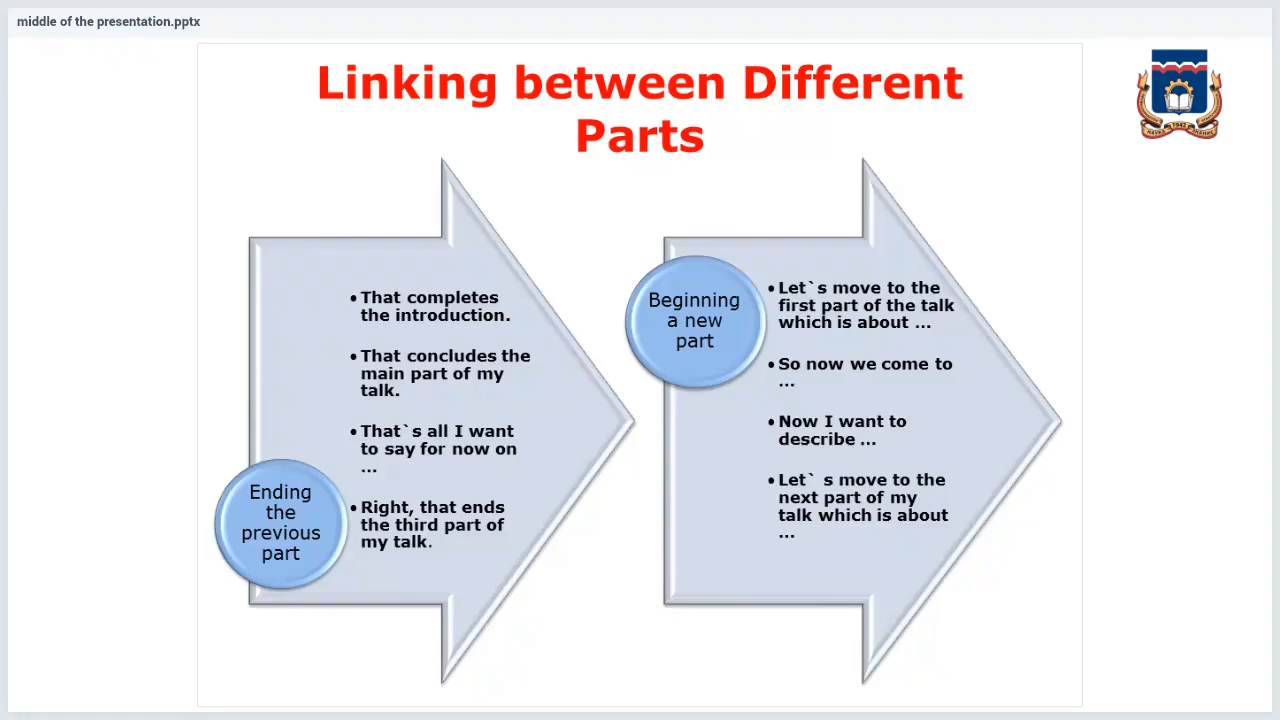 middle of the presentation.pptx
Linking between Different
Parts
Ending
the
previous
part
•That completes
the introduction.
•That concludes the
main part of my
talk.
•That`s all I want
to say for now on
...
•Right, that ends
the third part of
my talk.
Beginning
a new
part
•Let`s move to the
first part of the talk
which is about ...
•So now we come to
...
•Now I want to
describe ...
•Let` s move to the
next part of my
talk which is about
...
1942